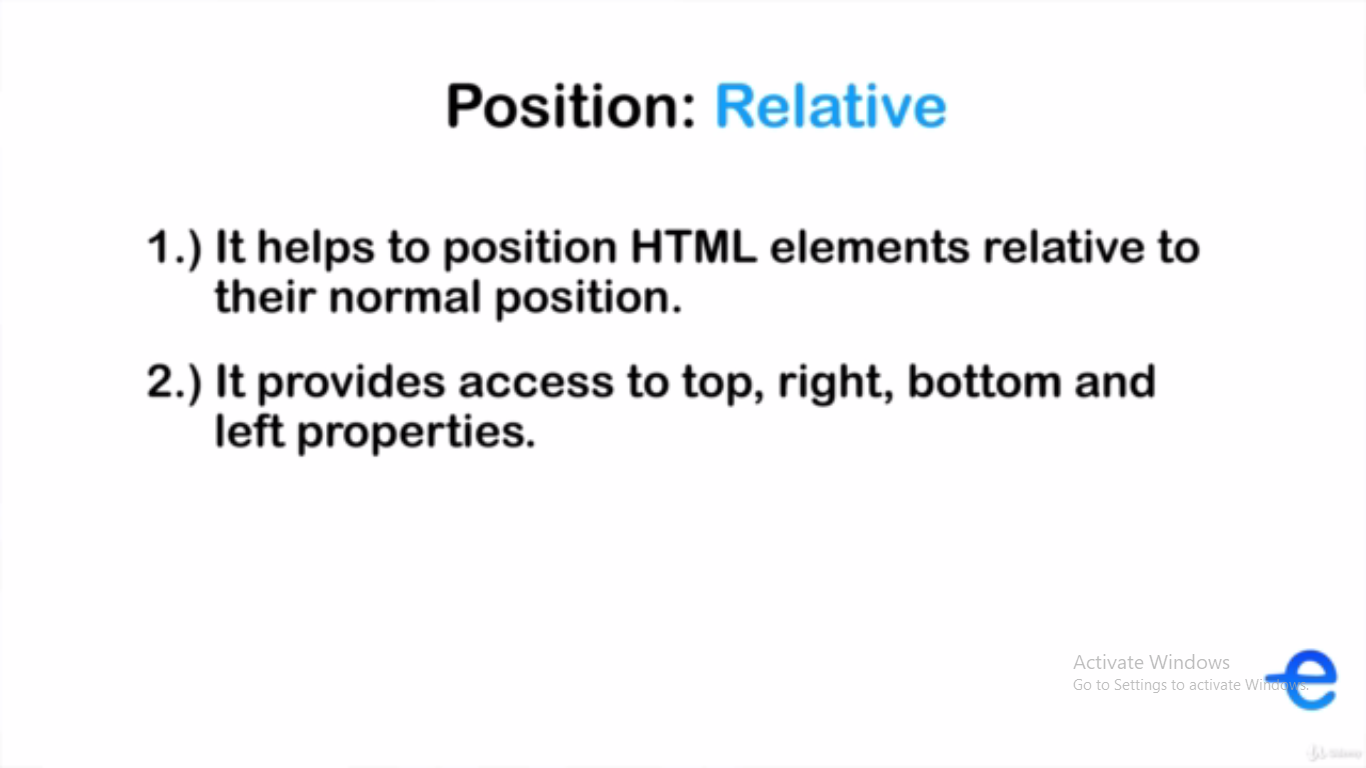 Position: Relative
1.) It helps to position HTML elements relative to
their normal position.
2.) It provides access to top, right, bottom and
left properties.
Activate Windows
Go to Settings to activate Windows.
e
Udemy